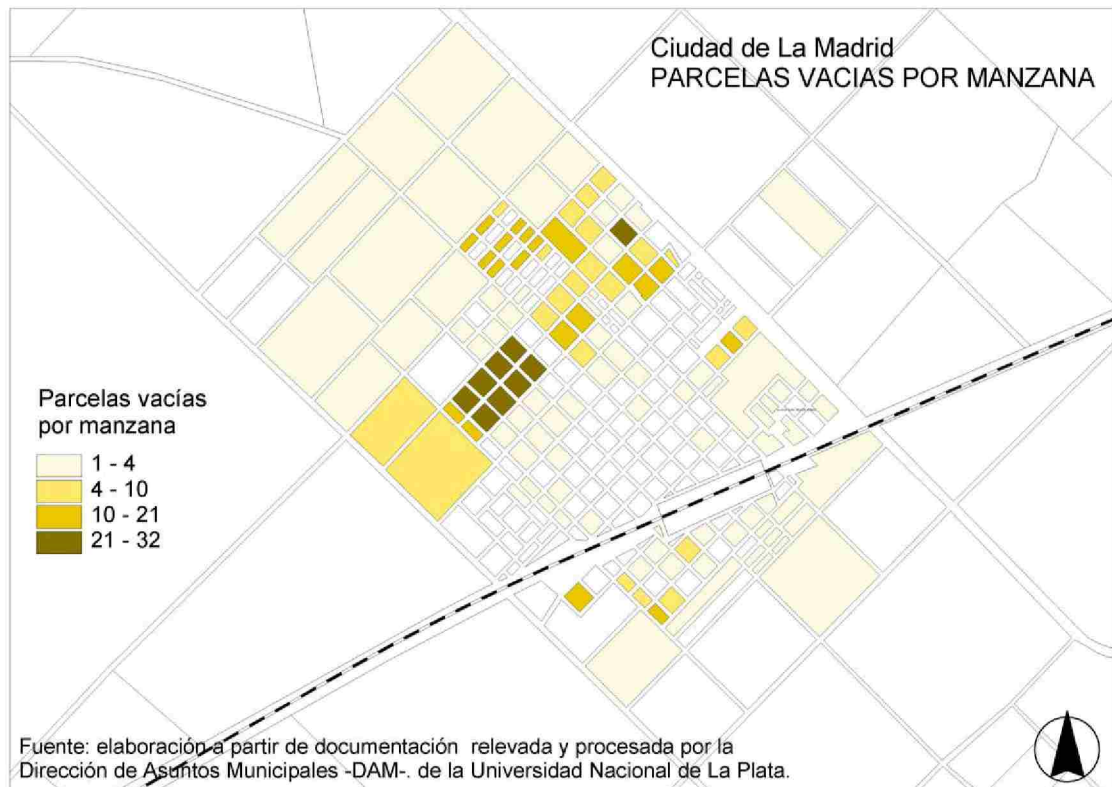 Ciudad de La Madrid
PARCELAS VACIAS POR MANZANA
Parcelas vacías
por manzana
1 - 4
4 - 10
10 - 21
21 - 32
Fuente: elaboración a partir de documentación relevada y procesada por la
Dirección de Asuntos Municipales -DAM-. de la Universidad Nacional de La Plata.